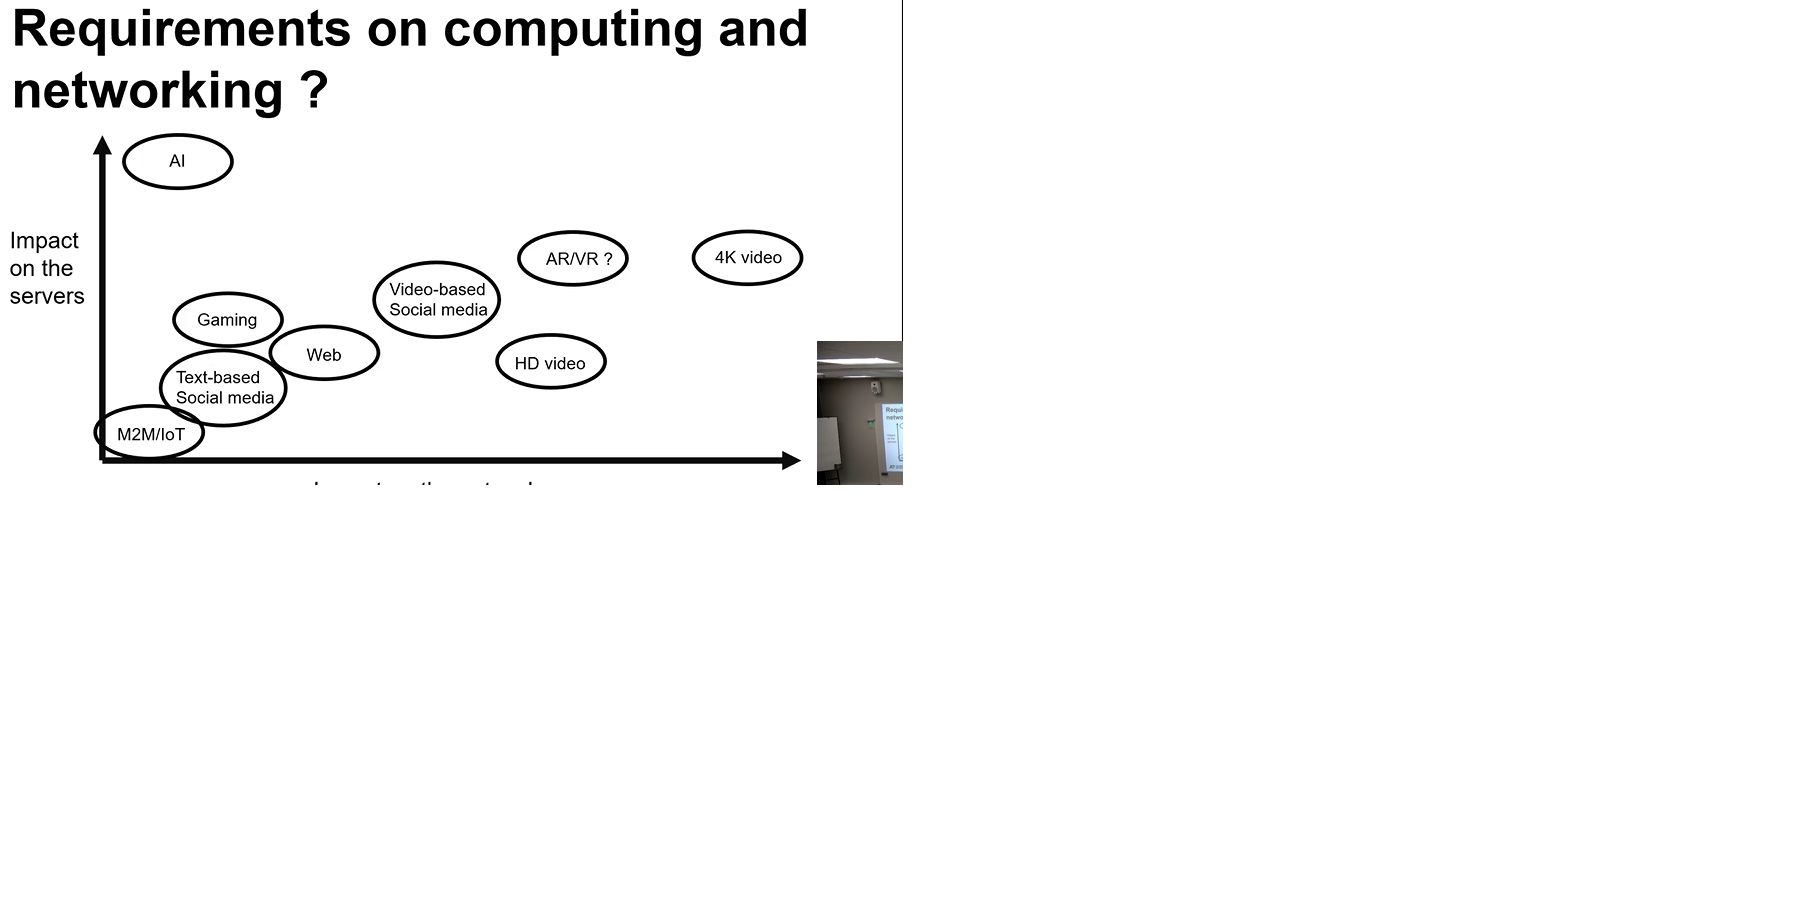 Requirements on computing and
networking ?
AI
Impact
on the
servers
AR/VR ?
4K video
Video-based
Social media
Gaming
Web
HD video
Text-based
Social media
M2M/IoT